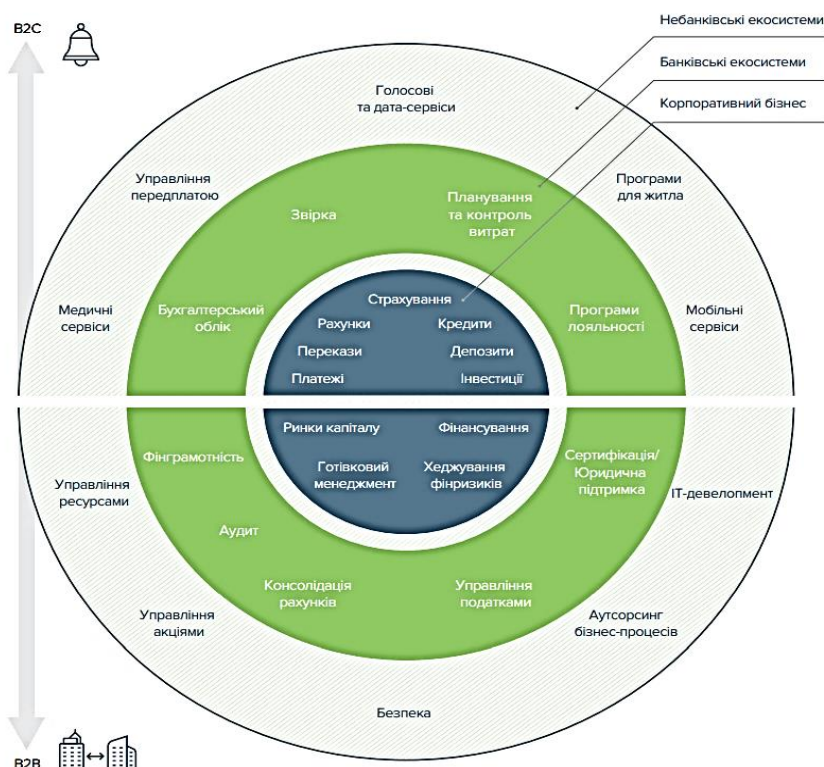 B2C
Небанківські екосистеми
Банківські екосистеми
Корпоративний бізнес
Голосові
та дата-сервіси
Управління
передплатою
Програми
для житла
Звірка
Планування
та контроль
витрат
Медичні
сервіси
Бухгалтерський
облік
Страхування
Рахунки
Кредити
Перекази
Депозити
Платежі
Інвестиції
Програми
лояльності
Мобільні
сервіси
Ринки капіталу
Фінансування
Готівковий
менеджмент
Хеджування
фінризиків
Фінграмотність
Сертифікація/
Юридична
підтримка
Управління
ресурсами
ІТ-девелопмент
Аудит
Консолідація
рахунків
Управління
податками
Управління
акціями
Аутсорсинг
бізнес-процесів
Безпека
B2B